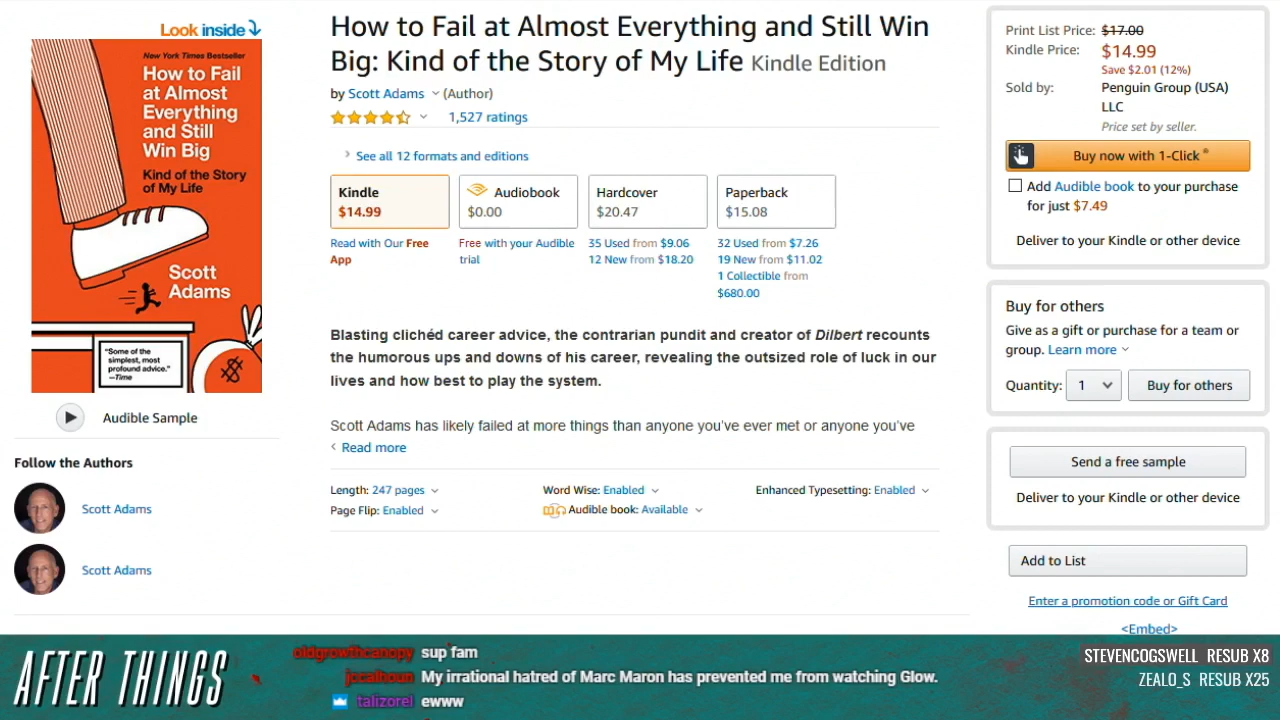 Look inside
New York Times Bestseller
How to Fail
at Almost
Everything
and Still
Win Big
Kind of the Story
of My Life
Scott
Adams
"Some of the
simplest, most
profound advice."
—Time
Audible Sample
Follow the Authors
Scott Adams
Scott Adams
How to Fail at Almost Everything and Still Win
Big: Kind of the Story of My Life Kindle Edition
by Scott Adams (Author)
1,527 ratings
See all 12 formats and editions
Kindle
$14.99
Read with Our Free
App
Audiobook
$0.00
Free with your Audible
trial
Hardcover
$20.47
35 Used from $9.06
12 New from $18.20
Paperback
$15.08
32 Used from $7.26
19 New from $11.02
1 Collectible from
$680.00
Blasting clichéd career advice, the contrarian pundit and creator of Dilbert recounts
the humorous ups and downs of his career, revealing the outsized role of luck in our
lives and how best to play the system.
Scott Adams has likely failed at more things than anyone you've ever met or anyone you've
Read more
Length: 247 pages
Word Wise: Enabled
Enhanced Typesetting: Enabled
Page Flip: Enabled
Audible book: Available
Print List Price: $17.00
Kindle Price: $14.99
Save $2.01 (12%)
Sold by: Penguin Group (USA)
LLC
Price set by seller.
Buy now with 1-Click ®
Add Audible book to your purchase
for just $7.49
Deliver to your Kindle or other device
Buy for others
Give as a gift or purchase for a team or
group. Learn more
Quantity: 1 Buy for others
Send a free sample
Deliver to your Kindle or other device
Add to List
Enter a promotion code or Gift Card
<Embed>
AFTER THINGS
oldgrowthcanopy sup fam
jccalhoun My irrational hatred of Marc Maron has prevented me from watching Glow.
talizorel ewww
STEVENCOGSWELL RESUB X8
ZEALO_S RESUB X25